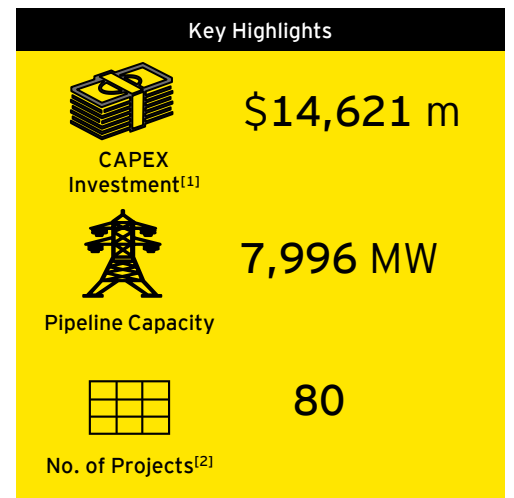 Key Highlights
$14,621 m
CAPEX
Investment[1]
7,996 MW
Pipeline Capacity
80
No. of Projects[2]